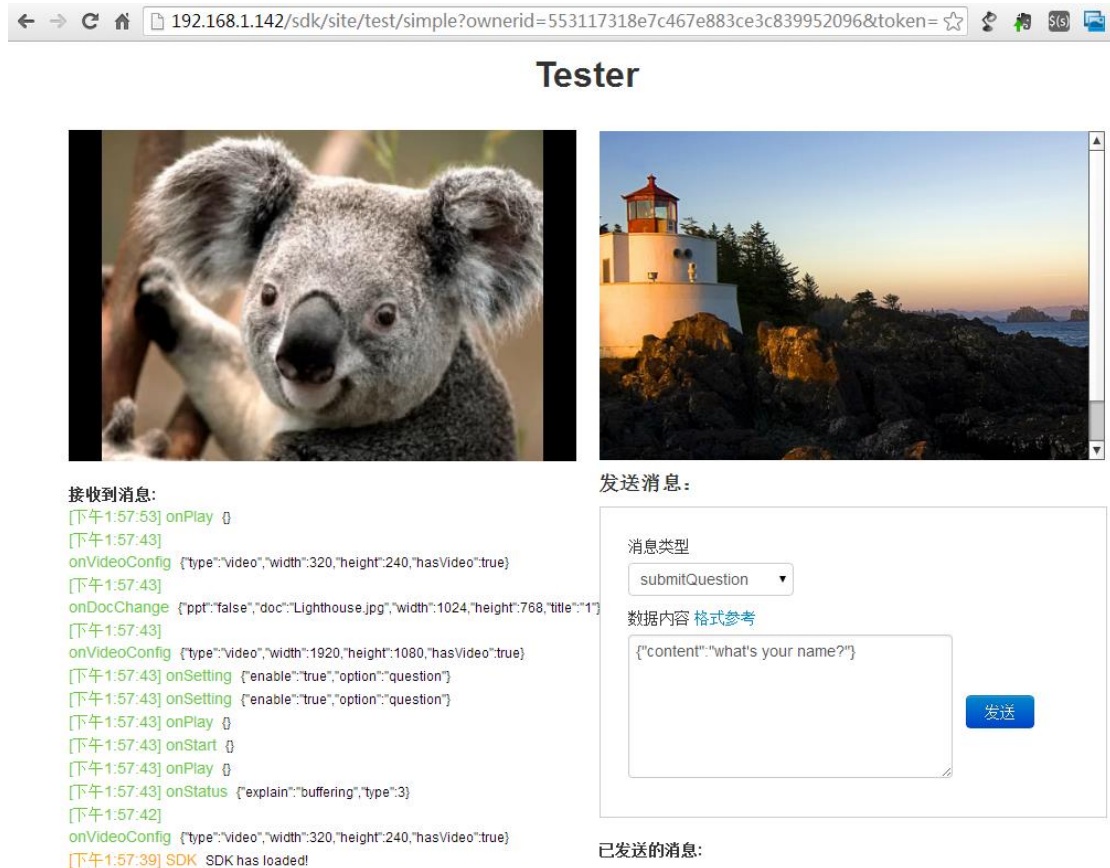 192.168.1.142/sdk/site/test/simple?ownerid=553117318e7c467e883ce3c839952096&token=
S(s)
Tester
接收到消息:
[下午1:57:53] onPlay {}
[下午1:57:43]
onVideoConfig {"type":"video","width":320,"height":240,"hasVideo":true}
[下午1:57:43]
onDocChange {"ppt":"false","doc":"Lighthouse.jpg","width":1024,"height":768,"title":"1"}
[下午1:57:43]
onVideoConfig {"type":"video","width":1920,"height":1080,"hasVideo":true}
[下午1:57:43] onSetting {"enable":"true","option":"question"}
[下午1:57:43] onSetting {"enable":"true","option":"question"}
[下午1:57:43] onPlay {}
[下午1:57:43] onStart {}
[下午1:57:43] onPlay {}
[下午1:57:43] onStatus {"explain":"buffering","type":3}
[下午1:57:42]
onVideoConfig {"type":"video","width":320,"height":240,"hasVideo":true}
[下午1:57:39] SDK SDK has loaded!
发送消息：
消息类型
submitQuestion
数据内容 格式参考
{"content":"what's your name?"}
发送
已发送的消息: